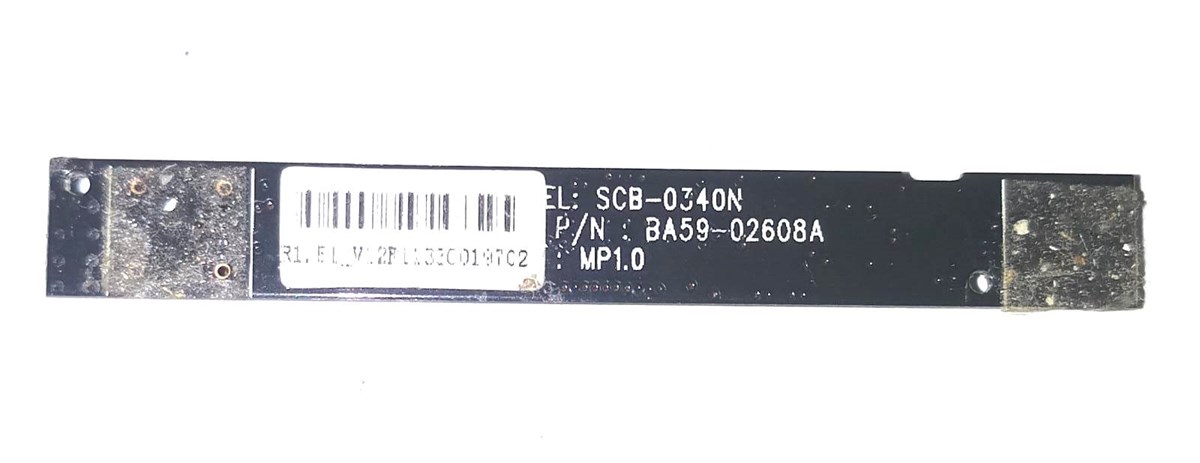 EL: SCB-0340N
P/N : BA59-02608A
: MP1.0